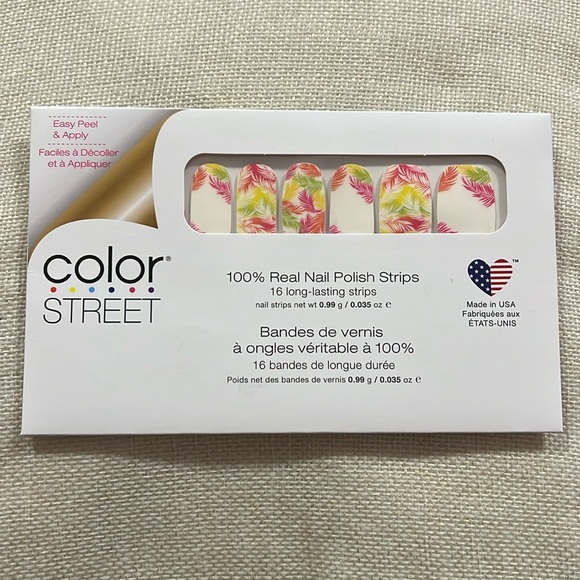 Easy Peel
& Apply
Faciles à Décoller
et à Appliquer
color®
STREET
100% Real Nail Polish Strips
16 long-lasting strips
nail strips net wt 0.99 g / 0.035 oz ℮
Bandes de vernis
à ongles véritable à 100%
16 bandes de longue durée
Poids net des bandes de vernis 0.99 g / 0.035 oz ℮
™
Made in USA
Fabriquées aux
ÉTATS-UNIS